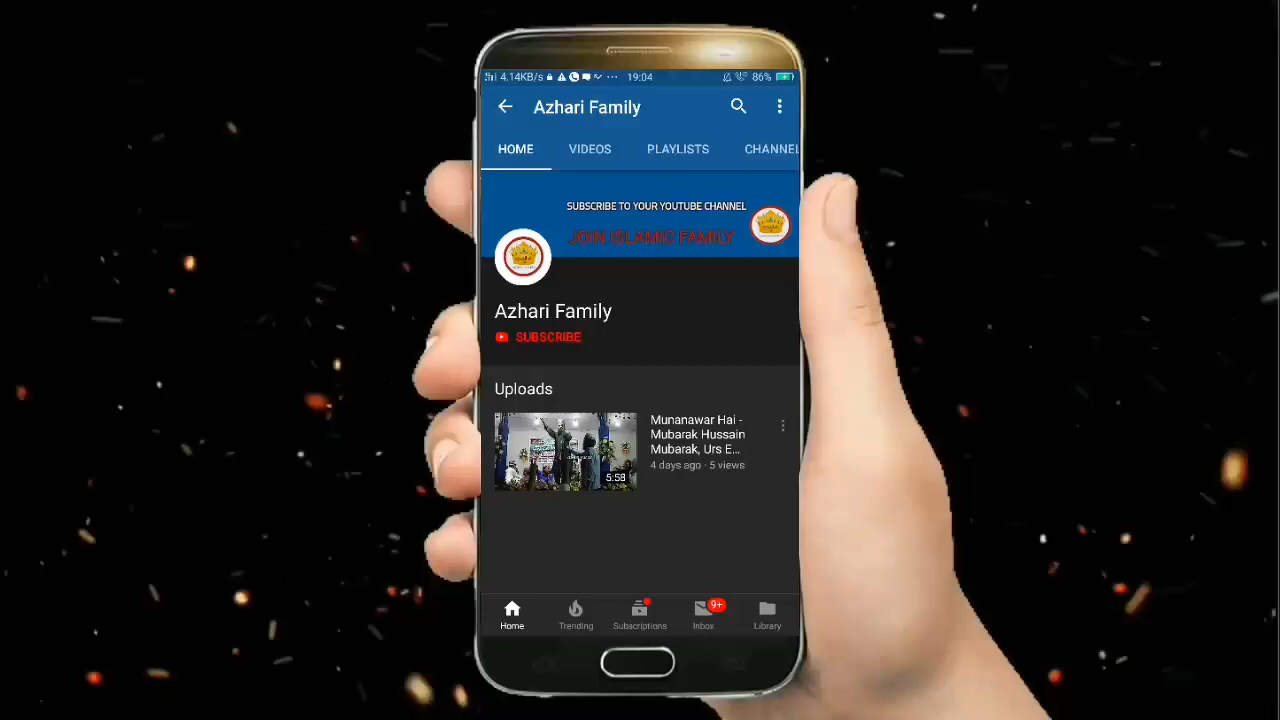 4.14KB/s ... 19:04 86%
Azhari Family
HOME VIDEOS PLAYLISTS CHANNEL
SUBSCRIBE TO YOUR YOUTUBE CHANNEL
JOIN ISLAMIC FAMILY
Azhari Family
SUBSCRIBE
Uploads
Munanawar Hai -
Mubarak Hussain
Mubarak, Urs E...
4 days ago · 5 views
5:58
9+
Home Trending Subscriptions Inbox Library